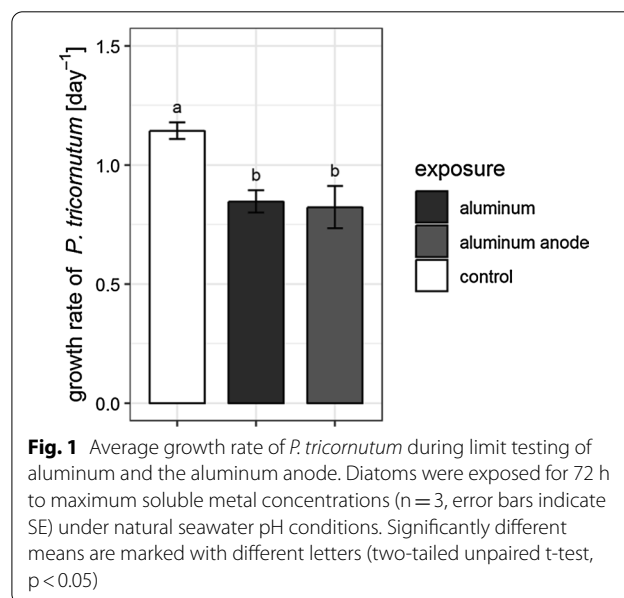 growth rate of P. tricornutum [day⁻¹]
1.5
1.0
0.5
0.0
a
b
b
exposure
aluminum
aluminum anode
control
Fig. 1 Average growth rate of P. tricornutum during limit testing of
aluminum and the aluminum anode. Diatoms were exposed for 72 h
to maximum soluble metal concentrations (n = 3, error bars indicate
SE) under natural seawater pH conditions. Significantly different
means are marked with different letters (two-tailed unpaired t-test,
p < 0.05)